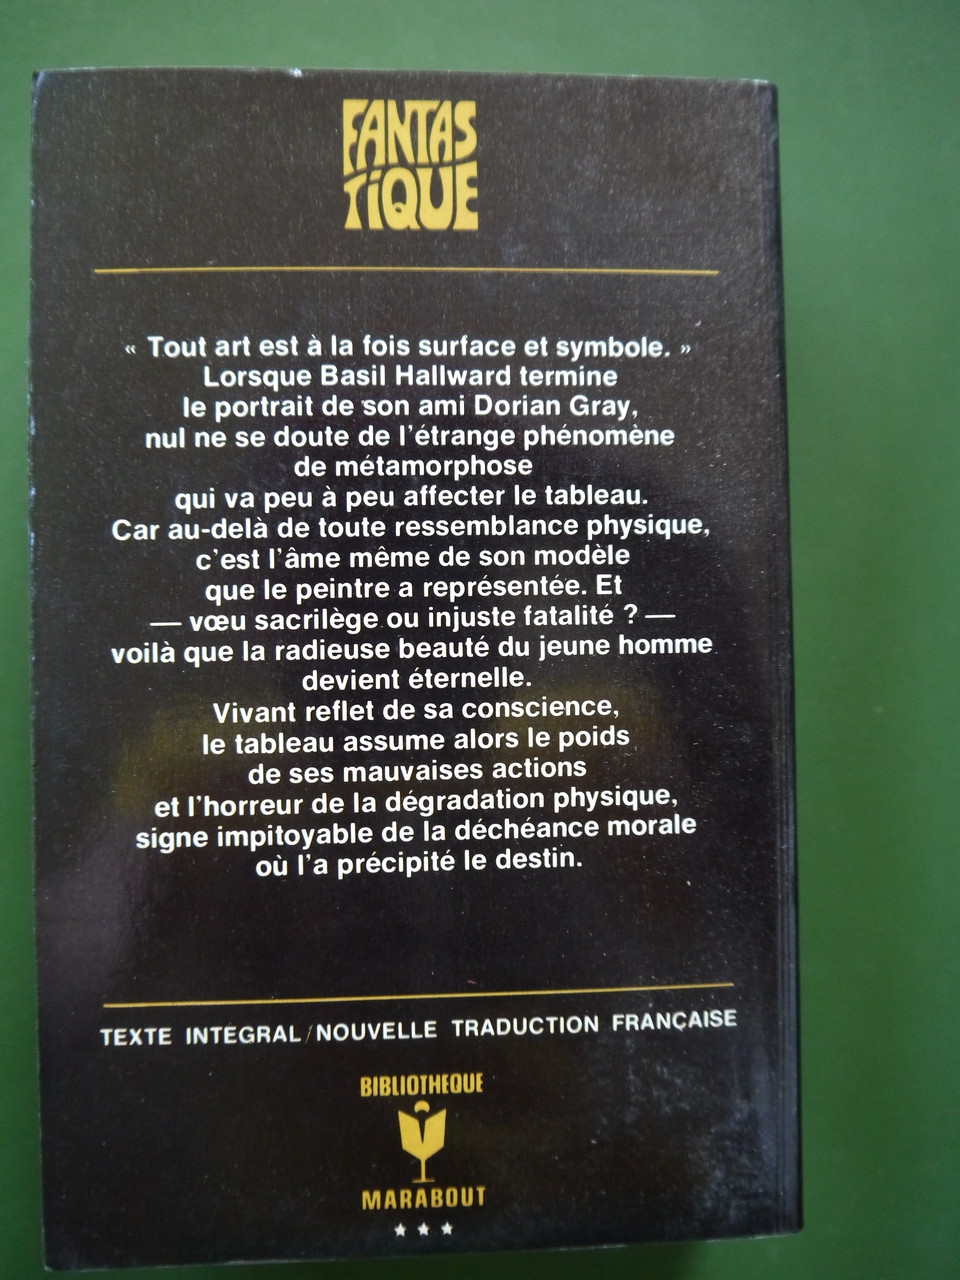 FANTAS
TIQUE
« Tout art est à la fois surface et symbole. »
Lorsque Basil Hallward termine
le portrait de son ami Dorian Gray,
nul ne se doute de l'étrange phénomène
de métamorphose
qui va peu à peu affecter le tableau.
Car au-delà de toute ressemblance physique,
c'est l'âme même de son modèle
que le peintre a représentée. Et
— vœu sacrilège ou injuste fatalité ? —
voilà que la radieuse beauté du jeune homme
devient éternelle.
Vivant reflet de sa conscience,
le tableau assume alors le poids
de ses mauvaises actions
et l'horreur de la dégradation physique,
signe impitoyable de la déchéance morale
où l'a précipité le destin.
TEXTE INTÉGRAL/NOUVELLE TRADUCTION FRANÇAISE
BIBLIOTHEQUE
MARABOUT
★ ★ ★